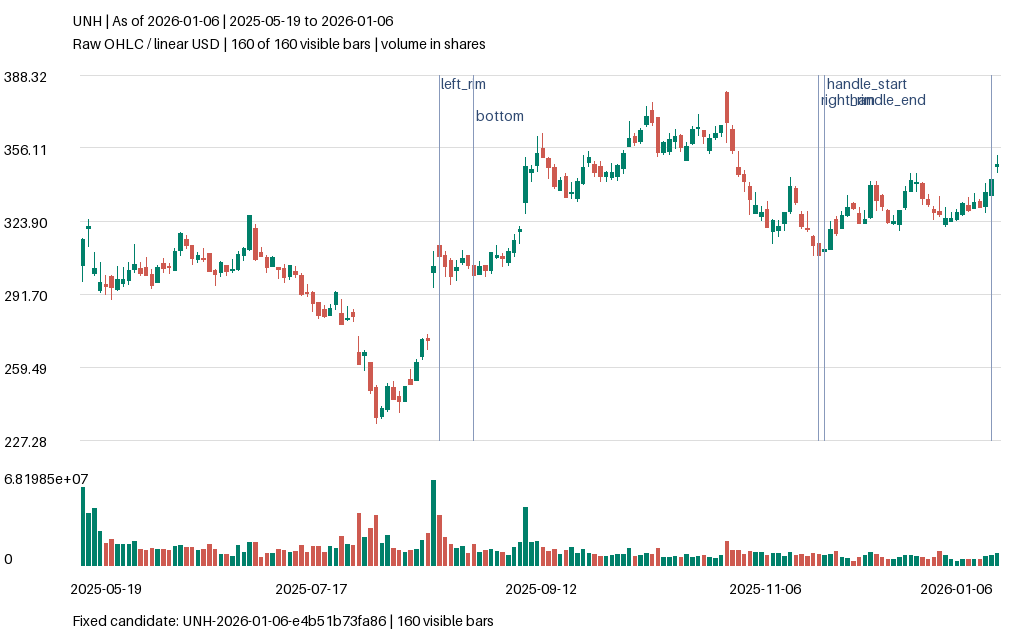 UNH | As of 2026-01-06 | 2025-05-19 to 2026-01-06
Raw OHLC / linear USD | 160 of 160 visible bars | volume in shares
388.32
left_rim
handle_start
right_rim
handle_end
bottom
356.11
323.90
291.70
259.49
227.28
6.81985e+07
0
2025-05-19
2025-07-17
2025-09-12
2025-11-06
2026-01-06
Fixed candidate: UNH-2026-01-06-e4b51b73fa86 | 160 visible bars